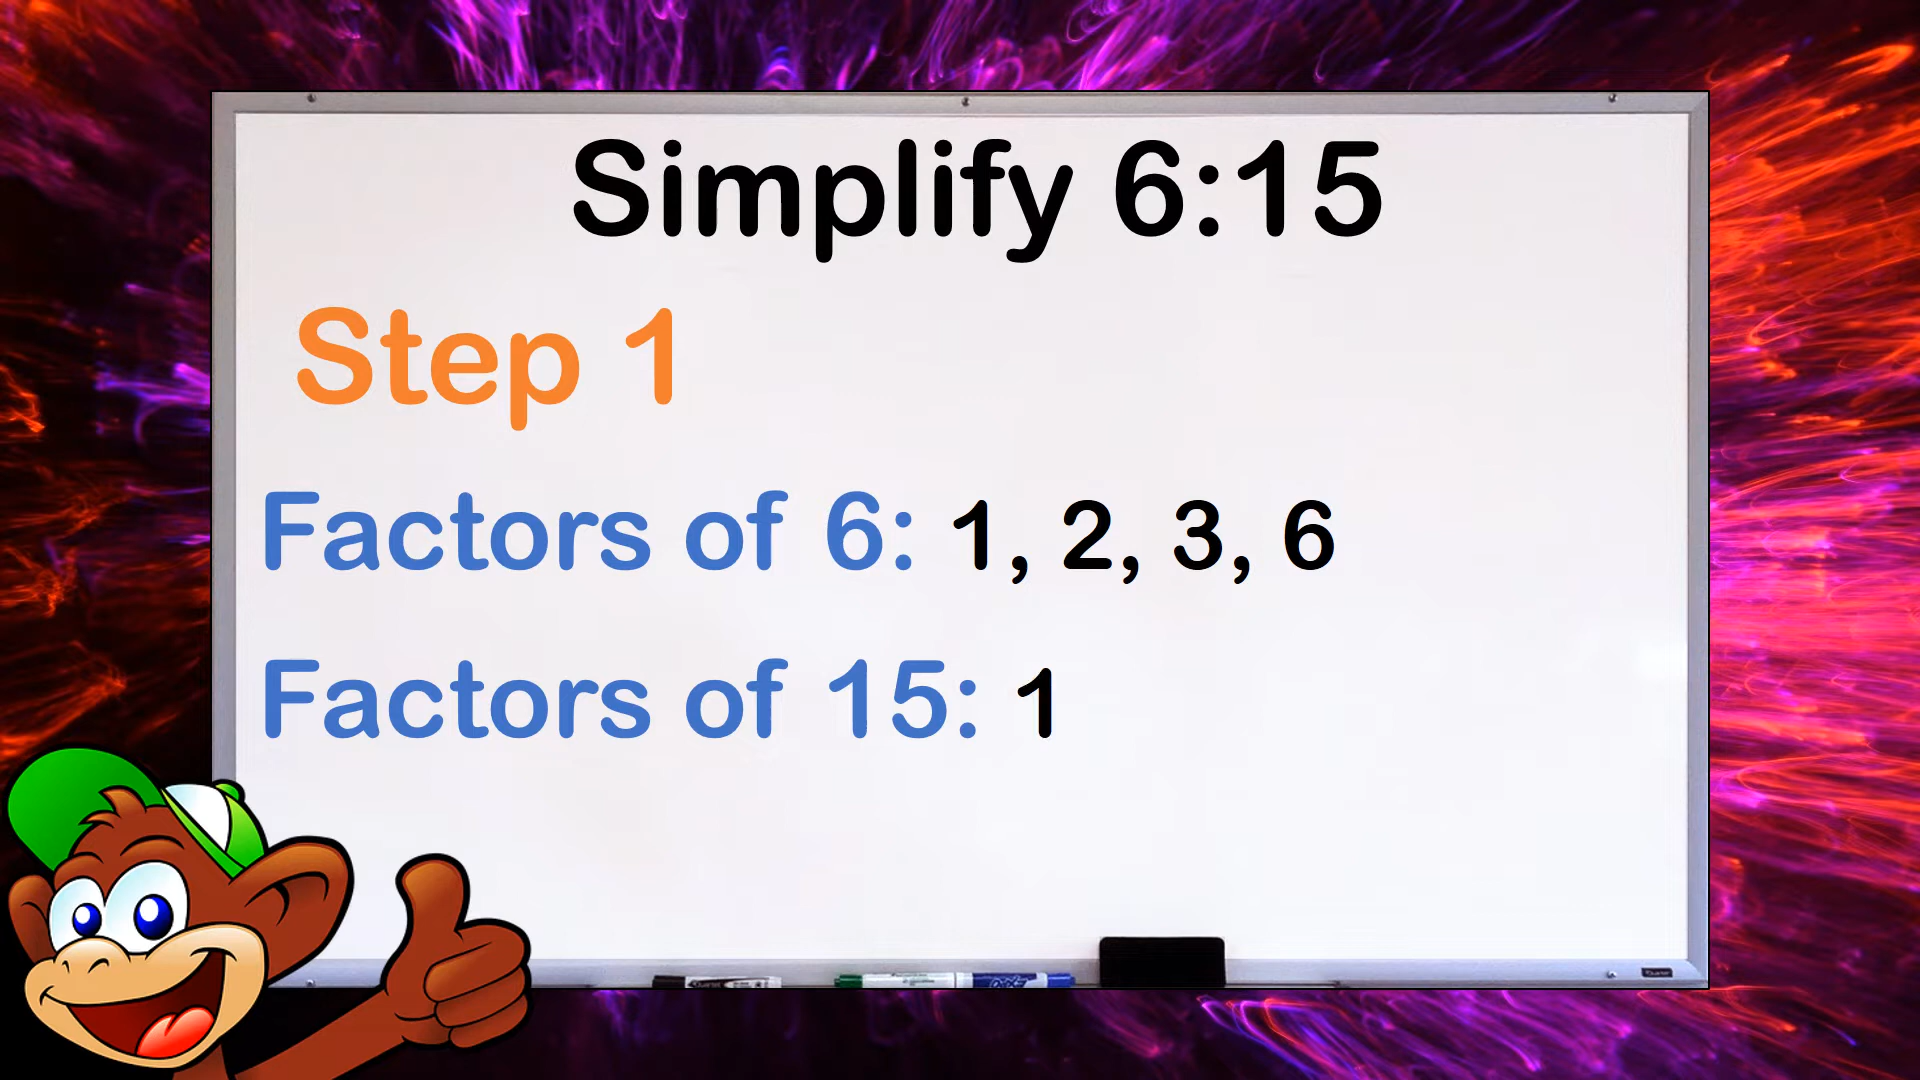 Simplify 6:15
Step 1
Factors of 6: 1, 2, 3, 6
Factors of 15: 1